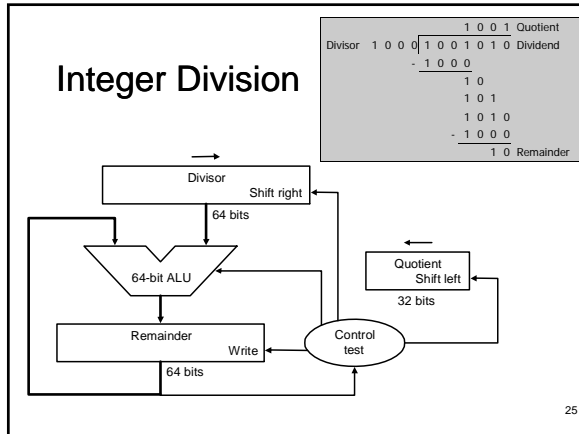 Integer Division
1 0 0 1 Quotient
Divisor 1 0 0 0 1 0 0 1 0 1 0 Dividend
- 1 0 0 0
1 0
1 0 1
1 0 1 0
- 1 0 0 0
1 0 Remainder
Divisor
Shift right
64 bits
64-bit ALU
Quotient
Shift left
32 bits
Remainder
Write
64 bits
Control
test
25